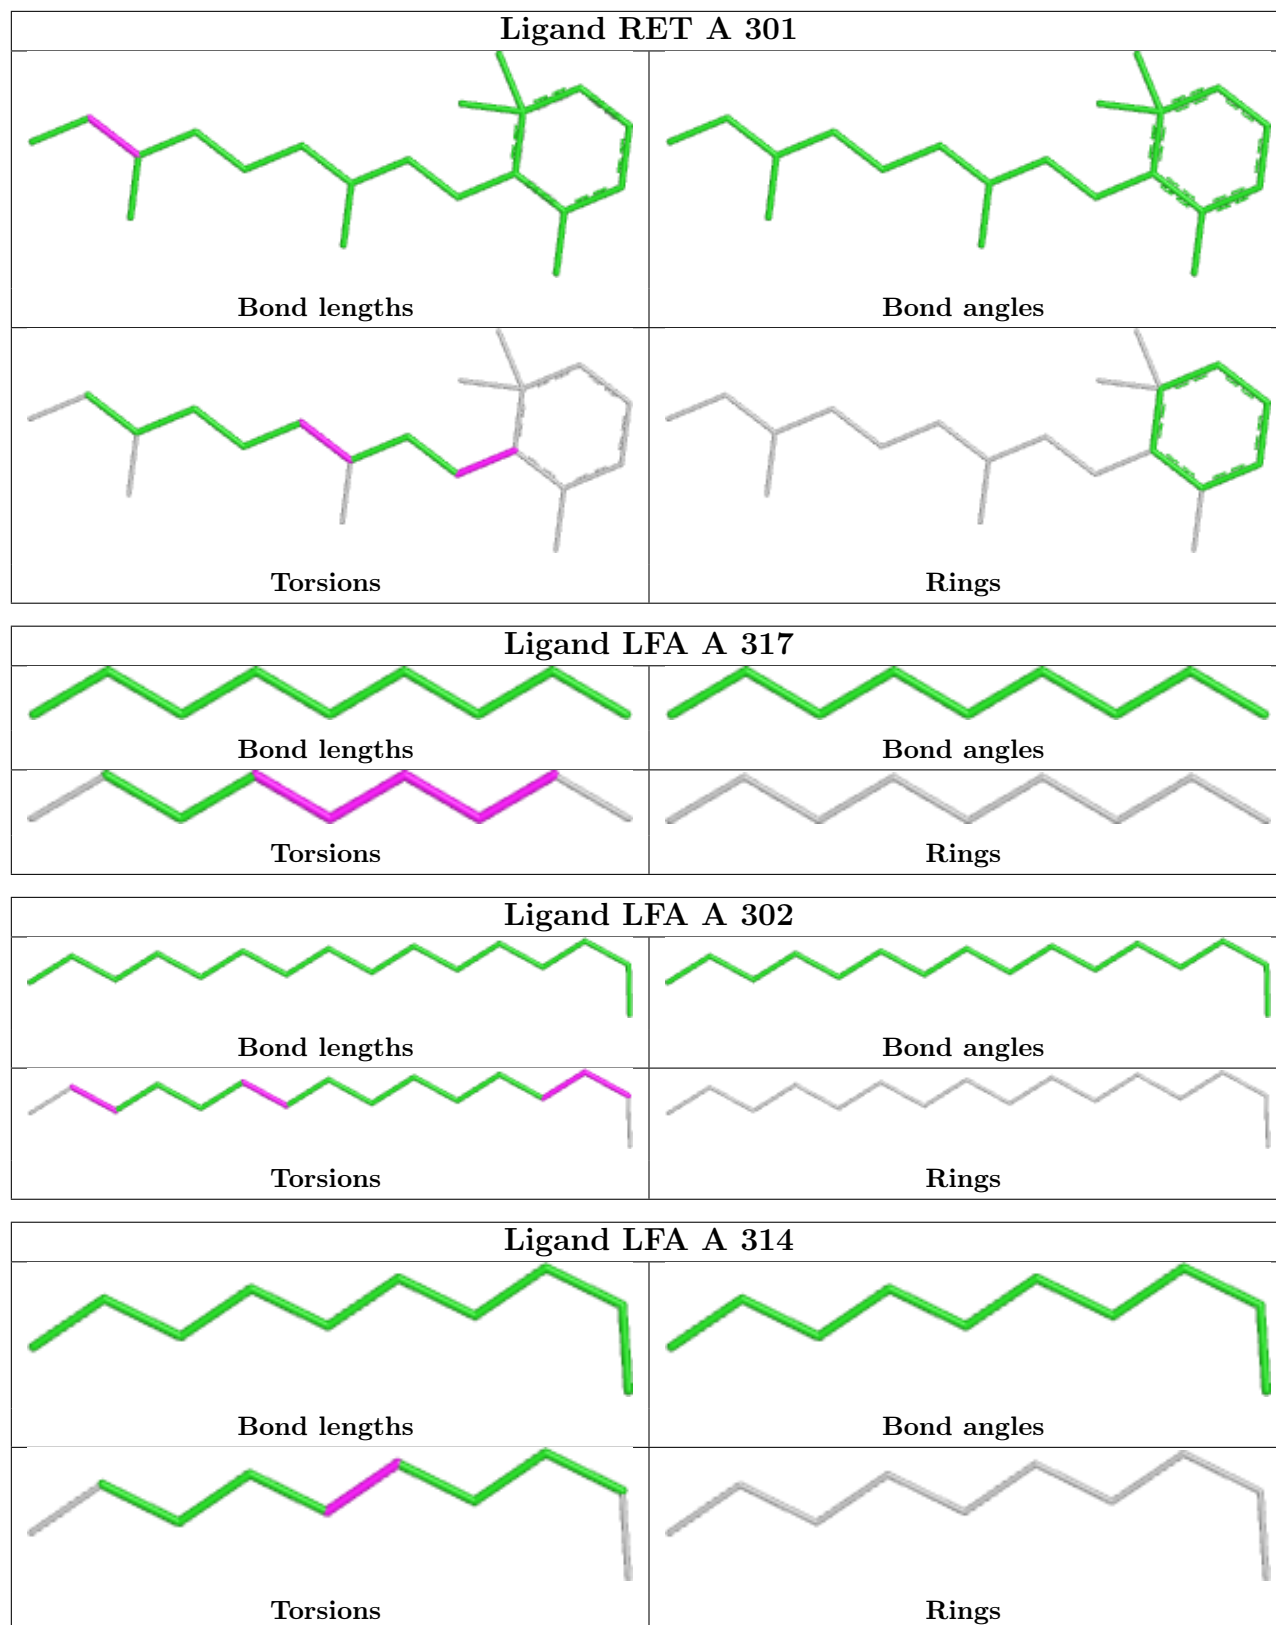 Ligand RET A 301
Bond lengths
Bond angles
Torsions
Rings
Ligand LFA A 317
Bond lengths
Bond angles
Torsions
Rings
Ligand LFA A 302
Bond lengths
Bond angles
Torsions
Rings
Ligand LFA A 314
Bond lengths
Bond angles
Torsions
Rings